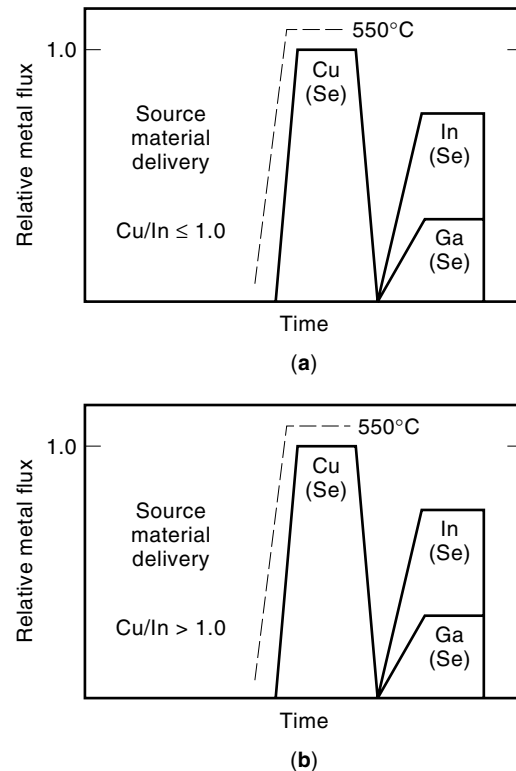 550°C
1.0
Cu
(Se)
Source
material
delivery
In
(Se)
Cu/In ≤ 1.0
Ga
(Se)
Relative metal flux
Time
(a)
550°C
1.0
Cu
(Se)
Source
material
delivery
In
(Se)
Cu/In > 1.0
Ga
(Se)
Relative metal flux
Time
(b)